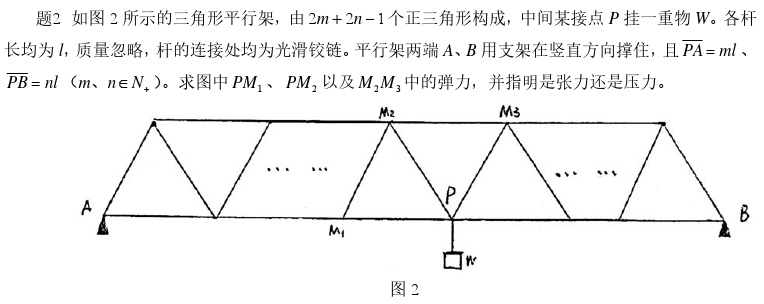 题2 如图2所示的三角形平行架，由2m+2n−1个正三角形构成，中间某接点P挂一重物W。各杆
长均为l，质量忽略，杆的连接处均为光滑铰链。平行架两端A、B用支架在竖直方向撑住，且PA=ml、
PB=nl（m、n∈N₊）。求图中PM₁、PM₂以及M₂M₃中的弹力，并指明是张力还是压力。
M₂ M₃
... ... ... ...
A P B
M₁
W
图2